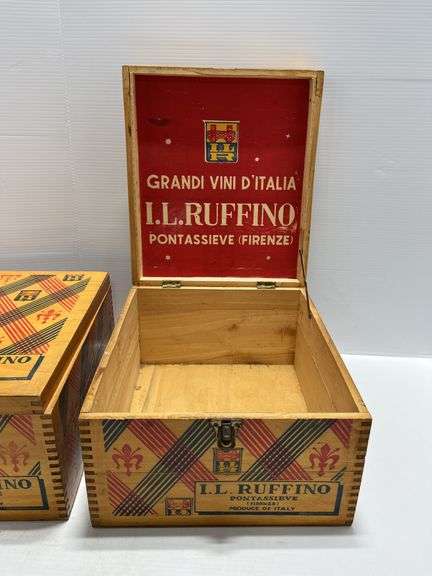 GRANDI VINI D'ITALIA
I.L.RUFFINO
PONTASSIEVE (FIRENZE)
I.L. RUFFINO
PONTASSIEVE
(FIRENZE)
PRODUCE OF ITALY
FINO